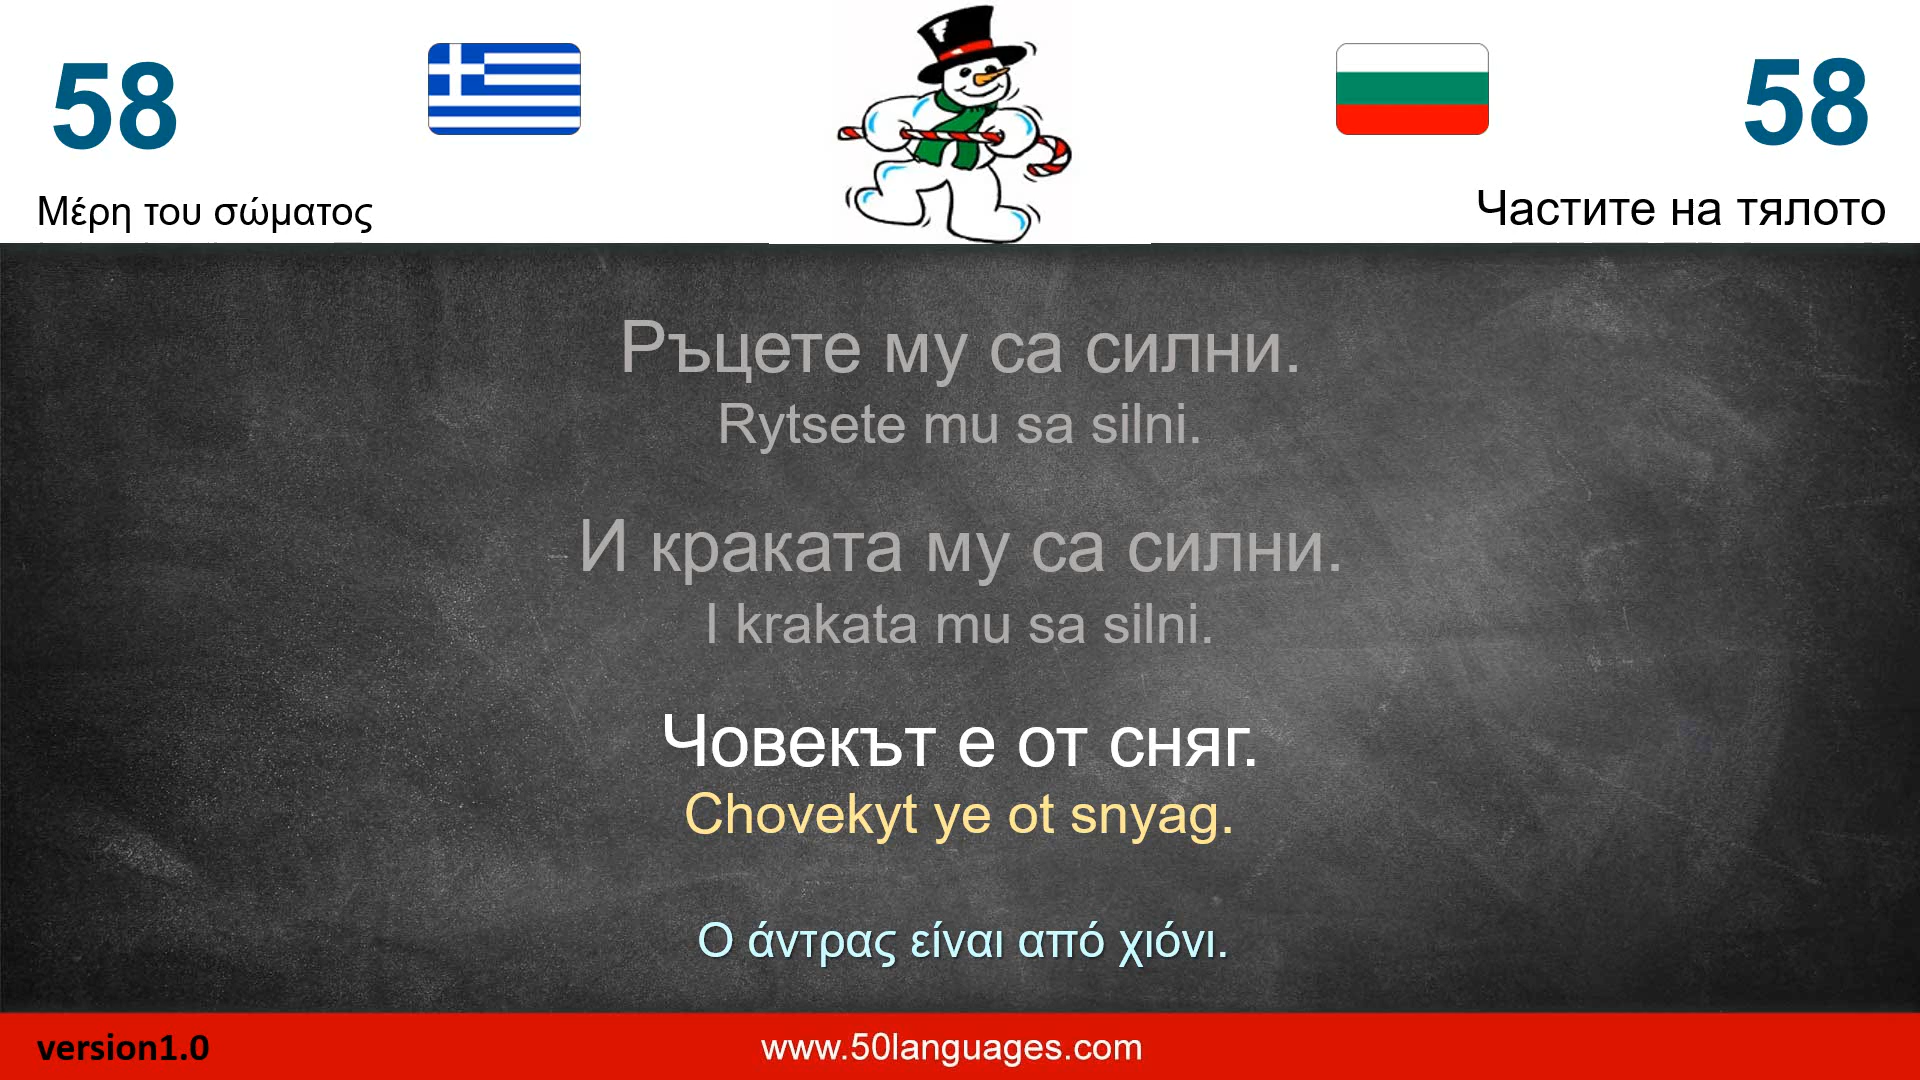 58
58
Μέρη του σώματος
Частите на тялото
Ръцете му са силни.
Rytsete mu sa silni.
И краката му са силни.
I krakata mu sa silni.
Човекът е от сняг.
Chovekyt ye ot snyag.
Ο άντρας είναι από χιόνι.
version1.0
www.50languages.com